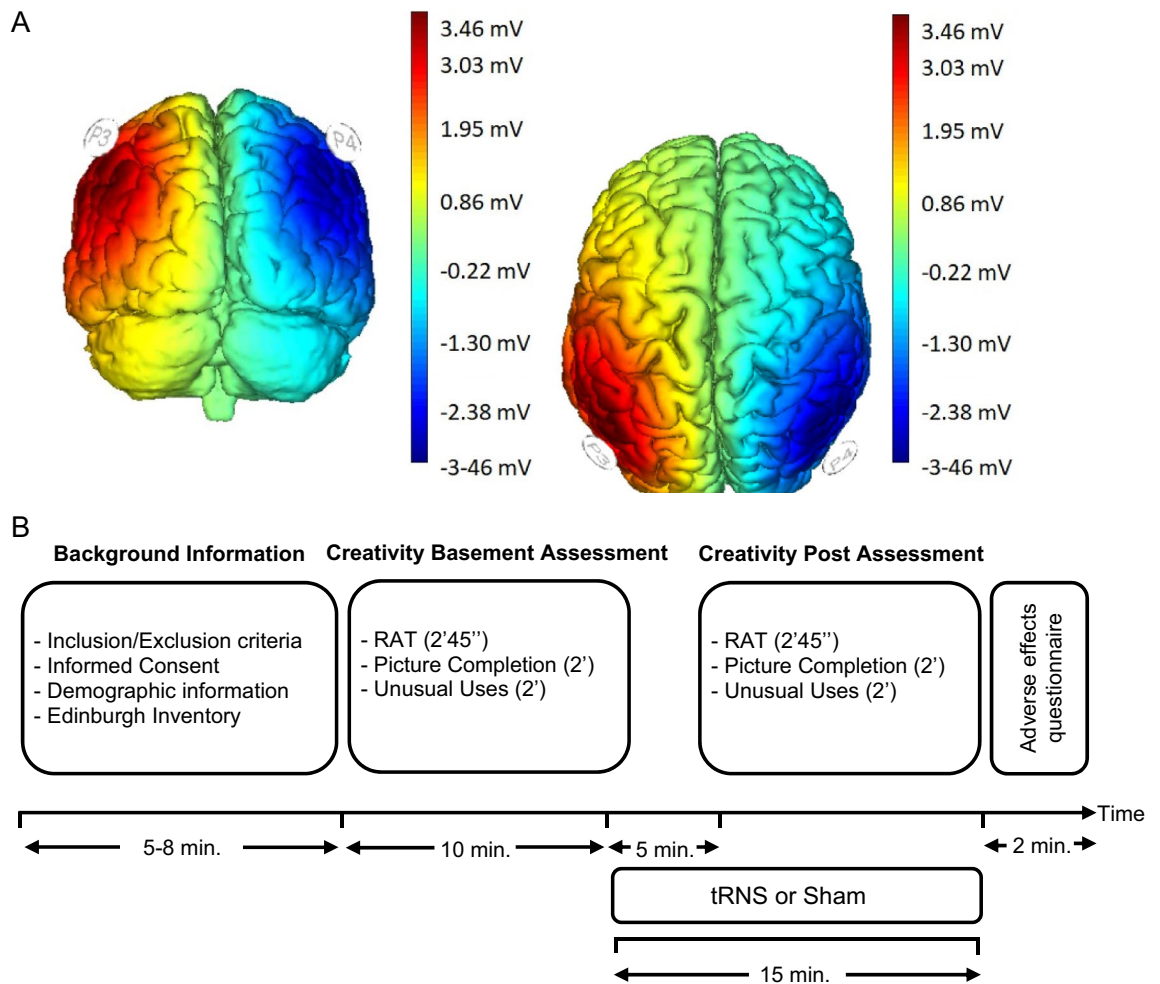 A
3.46 mV
3.03 mV
1.95 mV
0.86 mV
-0.22 mV
-1.30 mV
-2.38 mV
-3-46 mV
P3
P4
3.46 mV
3.03 mV
1.95 mV
0.86 mV
-0.22 mV
-1.30 mV
-2.38 mV
-3-46 mV
P3
P4
B
Background Information
- Inclusion/Exclusion criteria
- Informed Consent
- Demographic information
- Edinburgh Inventory
Creativity Basement Assessment
- RAT (2'45'')
- Picture Completion (2')
- Unusual Uses (2')
Creativity Post Assessment
- RAT (2'45'')
- Picture Completion (2')
- Unusual Uses (2')
Adverse effects
questionnaire
Time
5-8 min.
10 min.
5 min.
2 min.
tRNS or Sham
15 min.